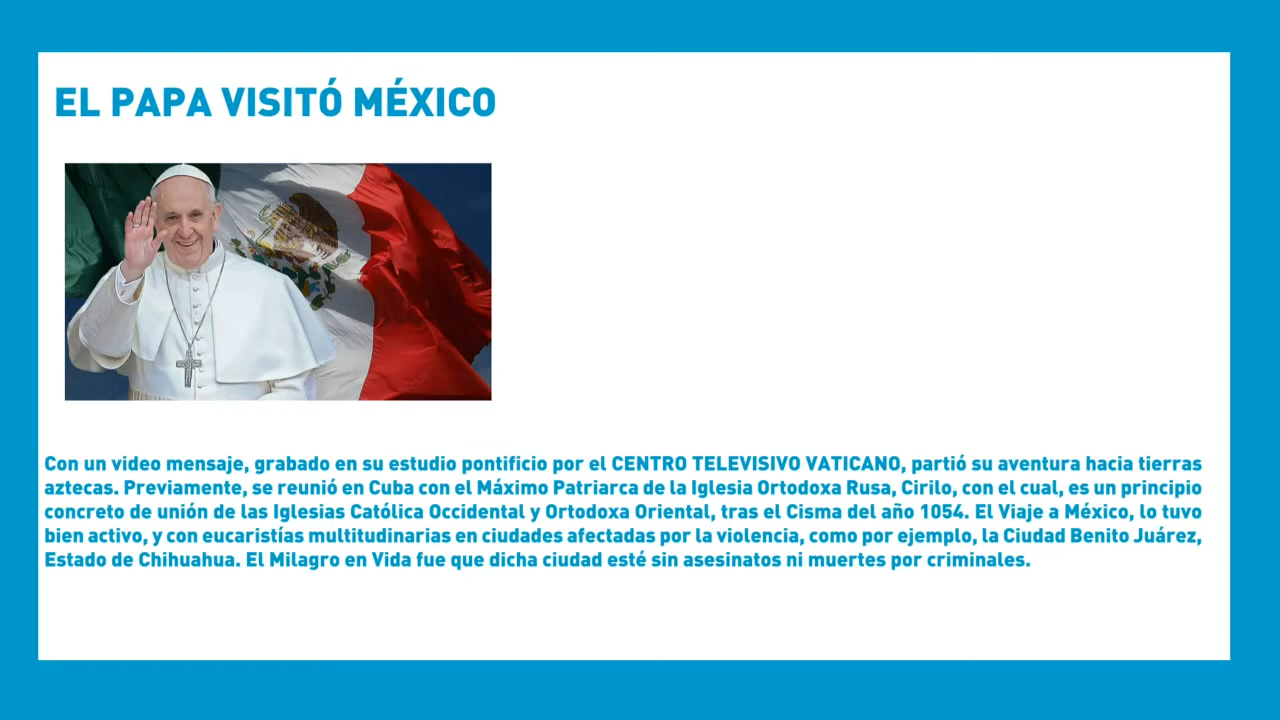 EL PAPA VISITÓ MÉXICO
Con un video mensaje, grabado en su estudio pontificio por el CENTRO TELEVISIVO VATICANO, partió su aventura hacia tierras
aztecas. Previamente, se reunió en Cuba con el Máximo Patriarca de la Iglesia Ortodoxa Rusa, Cirilo, con el cual, es un principio
concreto de unión de las Iglesias Católica Occidental y Ortodoxa Oriental, tras el Cisma del año 1054. El Viaje a México, lo tuvo
bien activo, y con eucaristías multitudinarias en ciudades afectadas por la violencia, como por ejemplo, la Ciudad Benito Juárez,
Estado de Chihuahua. El Milagro en Vida fue que dicha ciudad esté sin asesinatos ni muertes por criminales.